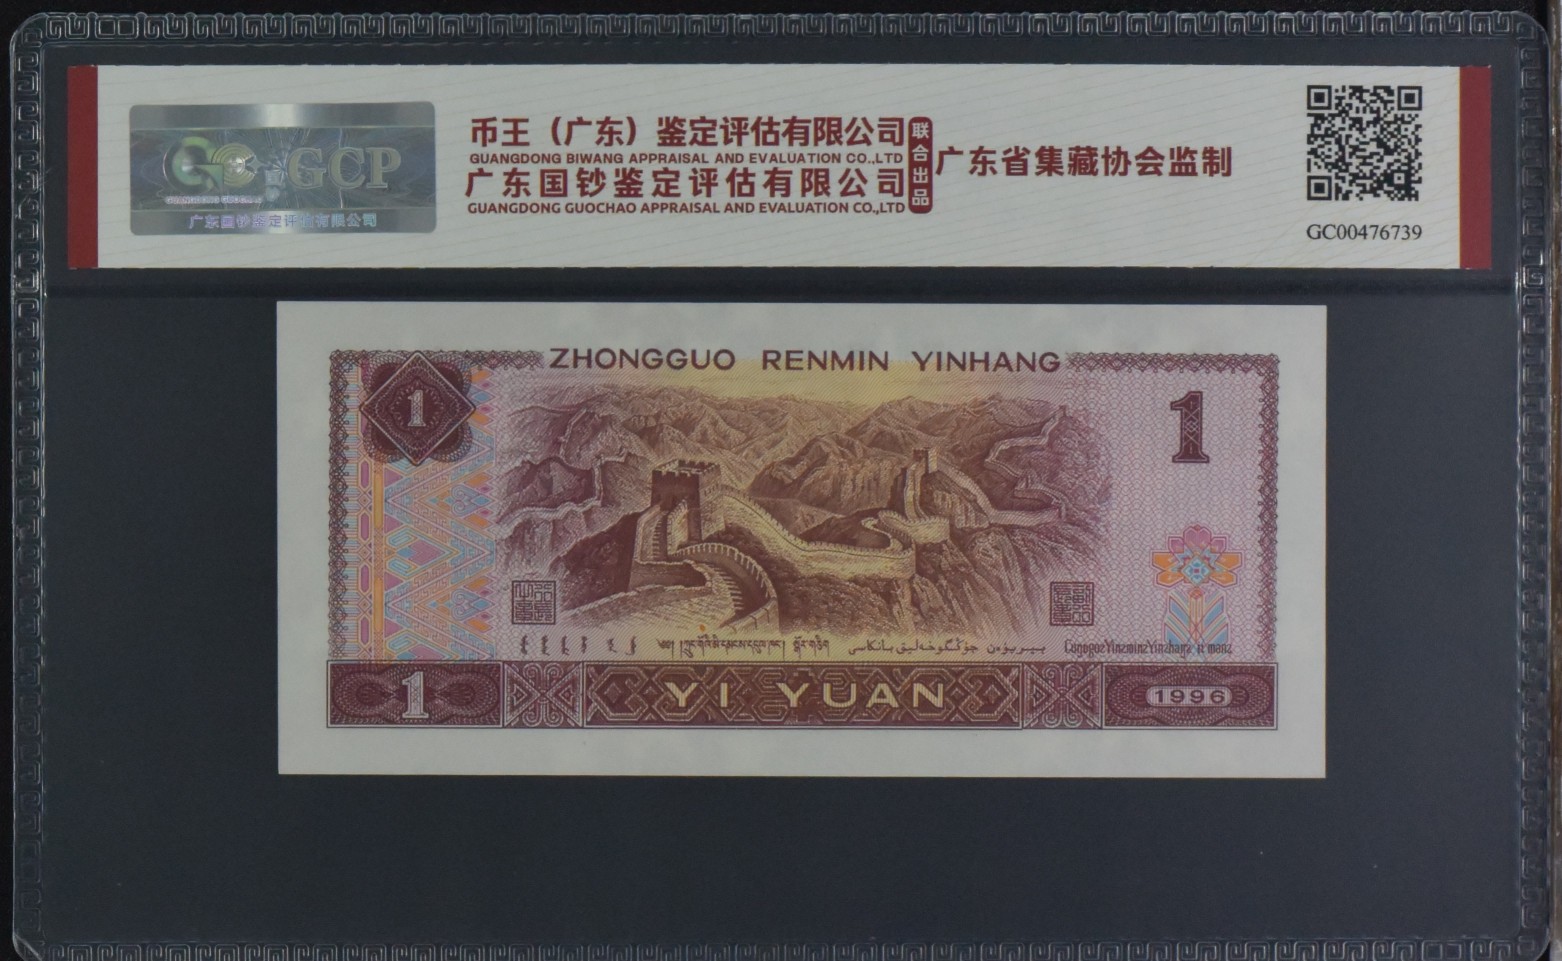 GCP
广东国钞鉴定评估有限公司
币王（广东）鉴定评估有限公司
GUANGDONG BIWANG APPRAISAL AND EVALUATION CO.,LTD
广东国钞鉴定评估有限公司
GUANGDONG GUOCHAO APPRAISAL AND EVALUATION CO.,LTD
联合出品
广东省集藏协会监制
GC00476739
ZHONGGUO RENMIN YINHANG
1
1
1
YI YUAN
1996